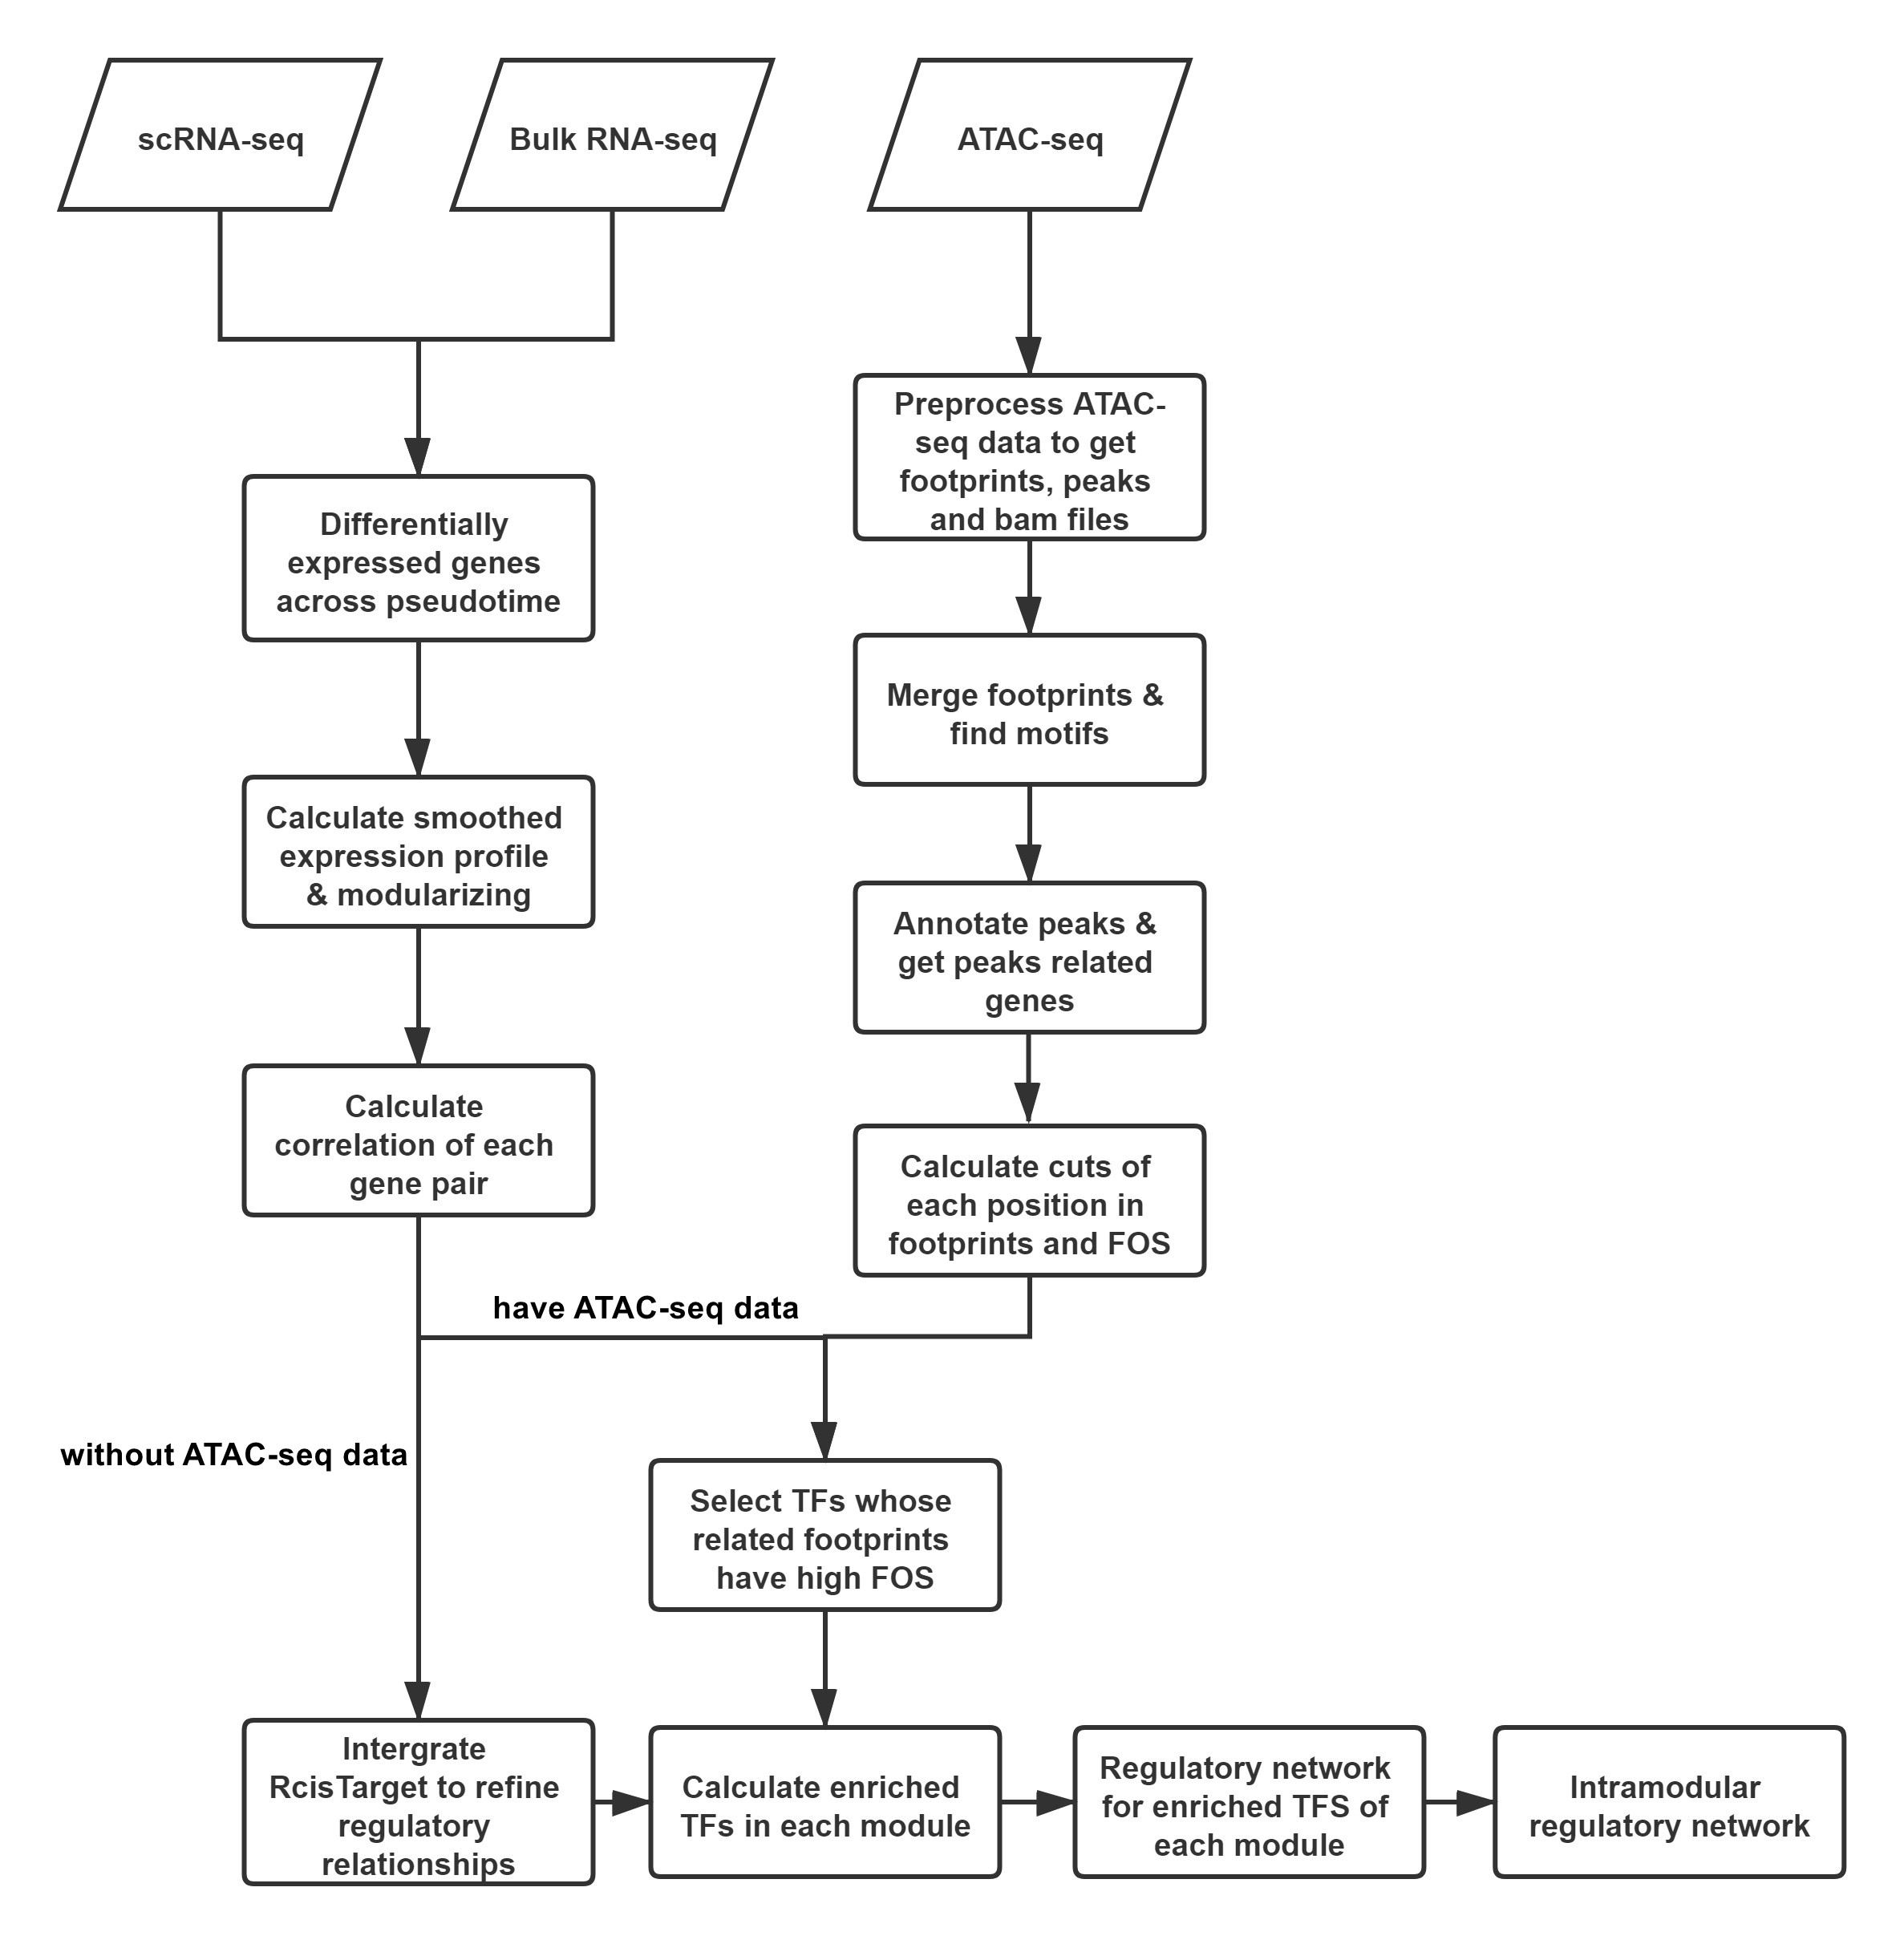 scRNA-seq
Bulk RNA-seq
ATAC-seq
Differentially
expressed genes
across pseudotime
Calculate smoothed
expression profile
& modularizing
Calculate
correlation of each
gene pair
Preprocess ATAC-
seq data to get
footprints, peaks
and bam files
Merge footprints &
find motifs
Annotate peaks &
get peaks related
genes
Calculate cuts of
each position in
footprints and FOS
have ATAC-seq data
without ATAC-seq data
Select TFs whose
related footprints
have high FOS
Intergrate
RcisTarget to refine
regulatory
relationships
Calculate enriched
TFs in each module
Regulatory network
for enriched TFS of
each module
Intramodular
regulatory network